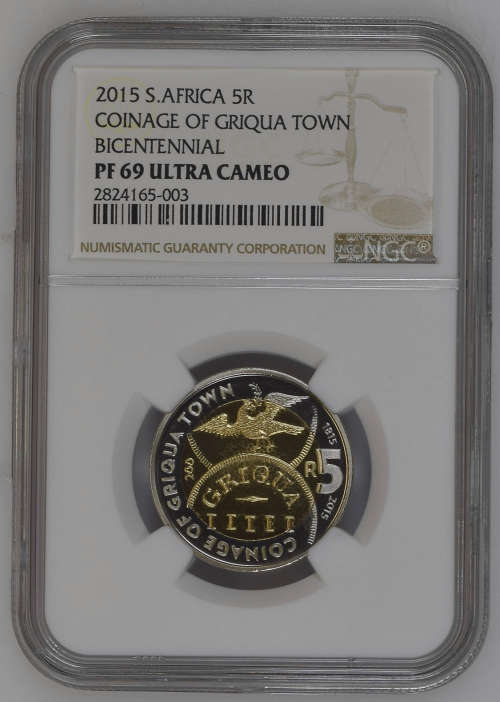 2015 S.AFRICA 5R
COINAGE OF GRIQUA TOWN
BICENTENNIAL
PF 69 ULTRA CAMEO
2824165-003
NUMISMATIC GUARANTY CORPORATION
NGC®
COINAGE OF GRIQUA TOWN
1815
200
R5
GRIQUA
IIIII
2015